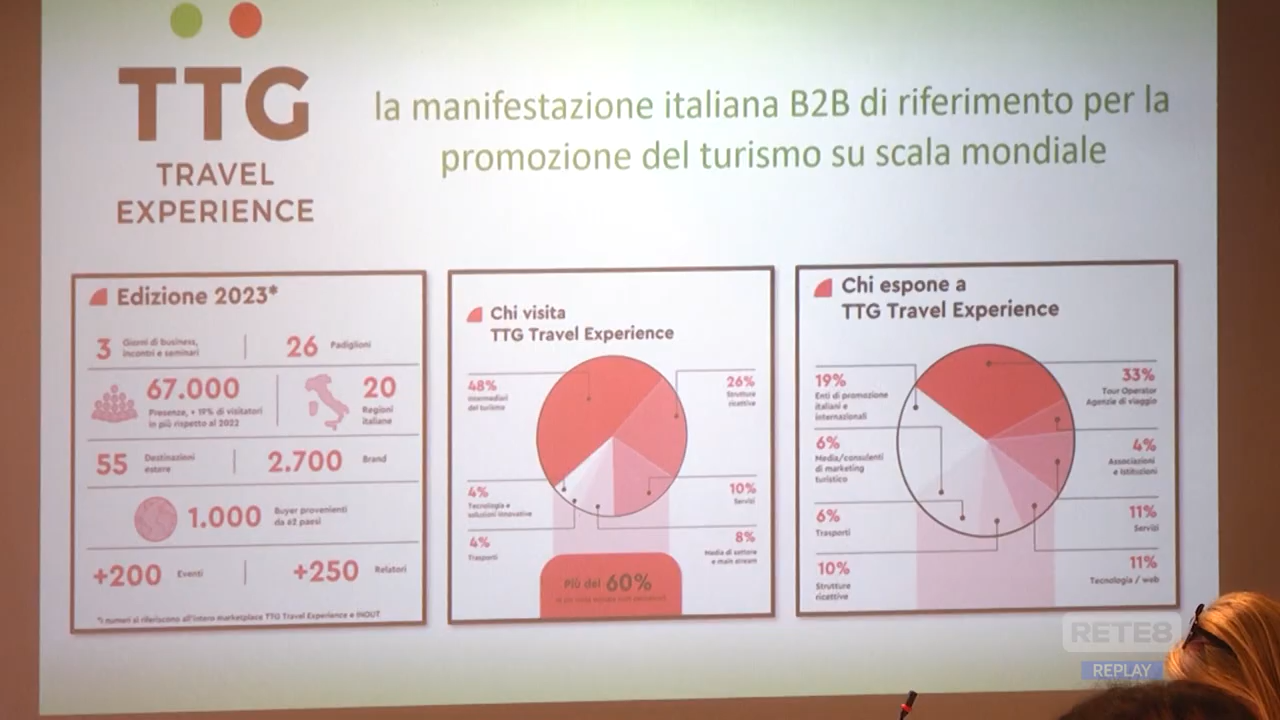 TTG
TRAVEL
EXPERIENCE
la manifestazione italiana B2B di riferimento per la
promozione del turismo su scala mondiale
Edizione 2023*
3 Giorni di business,
incontri e seminari
26 Padiglioni
67.000
Presenze, + 19% di visitatori
in più rispetto al 2022
20
Regioni
italiane
55 Destinazioni
estere
2.700 Brand
1.000 Buyer provenienti
da 62 paesi
+200 Eventi
+250 Relatori
*I numeri si riferiscono all'intero marketplace TTG Travel Experience e INOUT
Chi visita
TTG Travel Experience
48%
Intermediari
del turismo
26%
Strutture
ricettive
4%
Tecnologia e
soluzioni innovative
10%
Servizi
4%
Trasporti
8%
Media di settore
e main stream
Più del 60%
Chi espone a
TTG Travel Experience
19%
Enti di promozione
italiani e
internazionali
33%
Tour Operator
Agenzie di viaggio
6%
Media/consulenti
di marketing
turistico
4%
Associazioni
e Istituzioni
6%
Trasporti
11%
Servizi
10%
Strutture
ricettive
11%
Tecnologia / web
RETE8
REPLAY